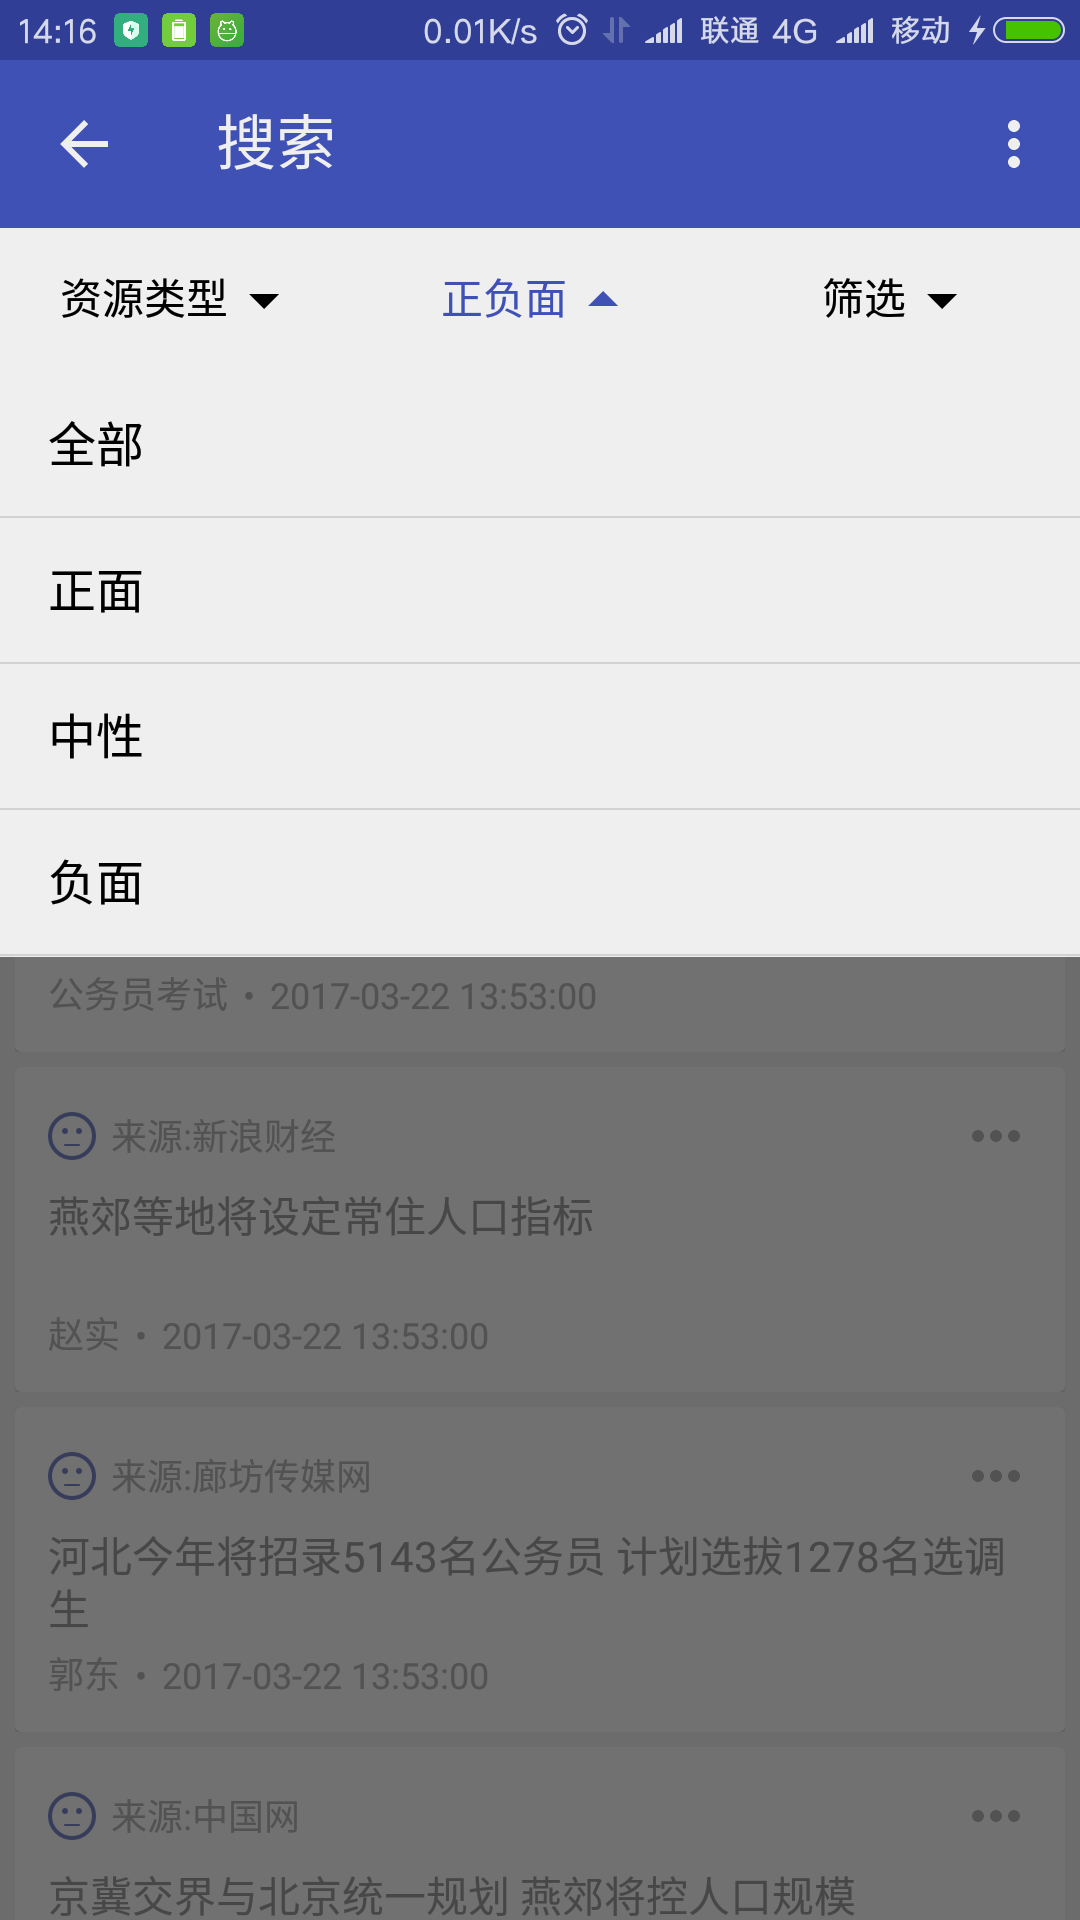 14:16 0.01K/s 联通 4G 移动
搜索
资源类型 正负面 筛选
全部
正面
中性
负面
公务员考试 • 2017-03-22 13:53:00
来源:新浪财经
燕郊等地将设定常住人口指标
赵实 • 2017-03-22 13:53:00
来源:廊坊传媒网
河北今年将招录5143名公务员 计划选拔1278名选调
生
郭东 • 2017-03-22 13:53:00
来源:中国网
京冀交界与北京统一规划 燕郊将控人口规模